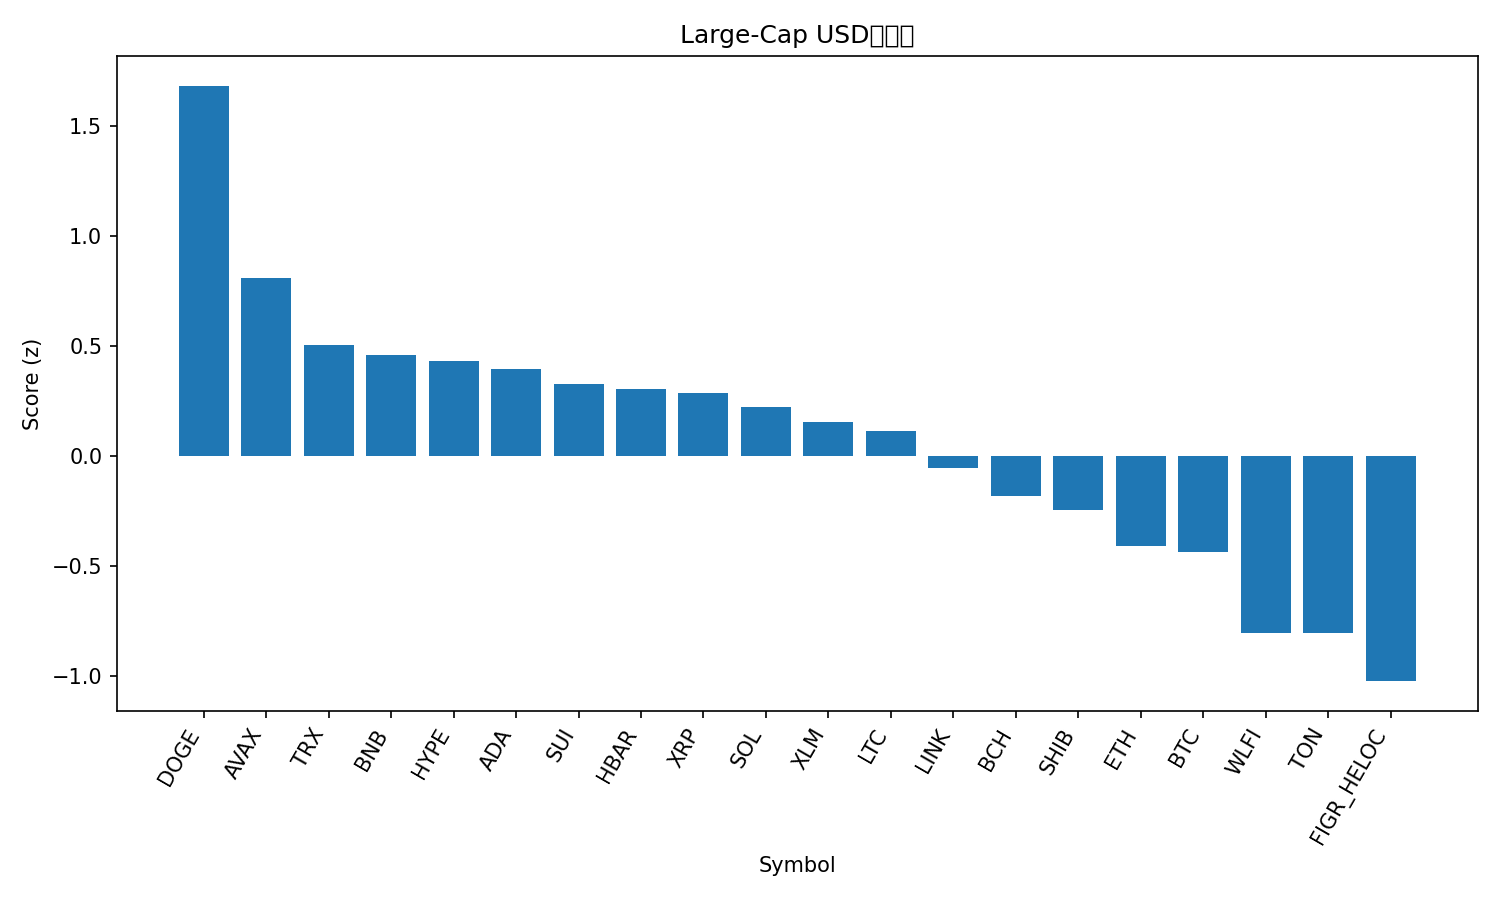 Large-Cap USD
Score (z)
1.5
1.0
0.5
0.0
−0.5
−1.0
DOGE
AVAX
TRX
BNB
HYPE
ADA
SUI
HBAR
XRP
SOL
XLM
LTC
LINK
BCH
SHIB
ETH
BTC
WLFI
TON
FIGR_HELOC
Symbol